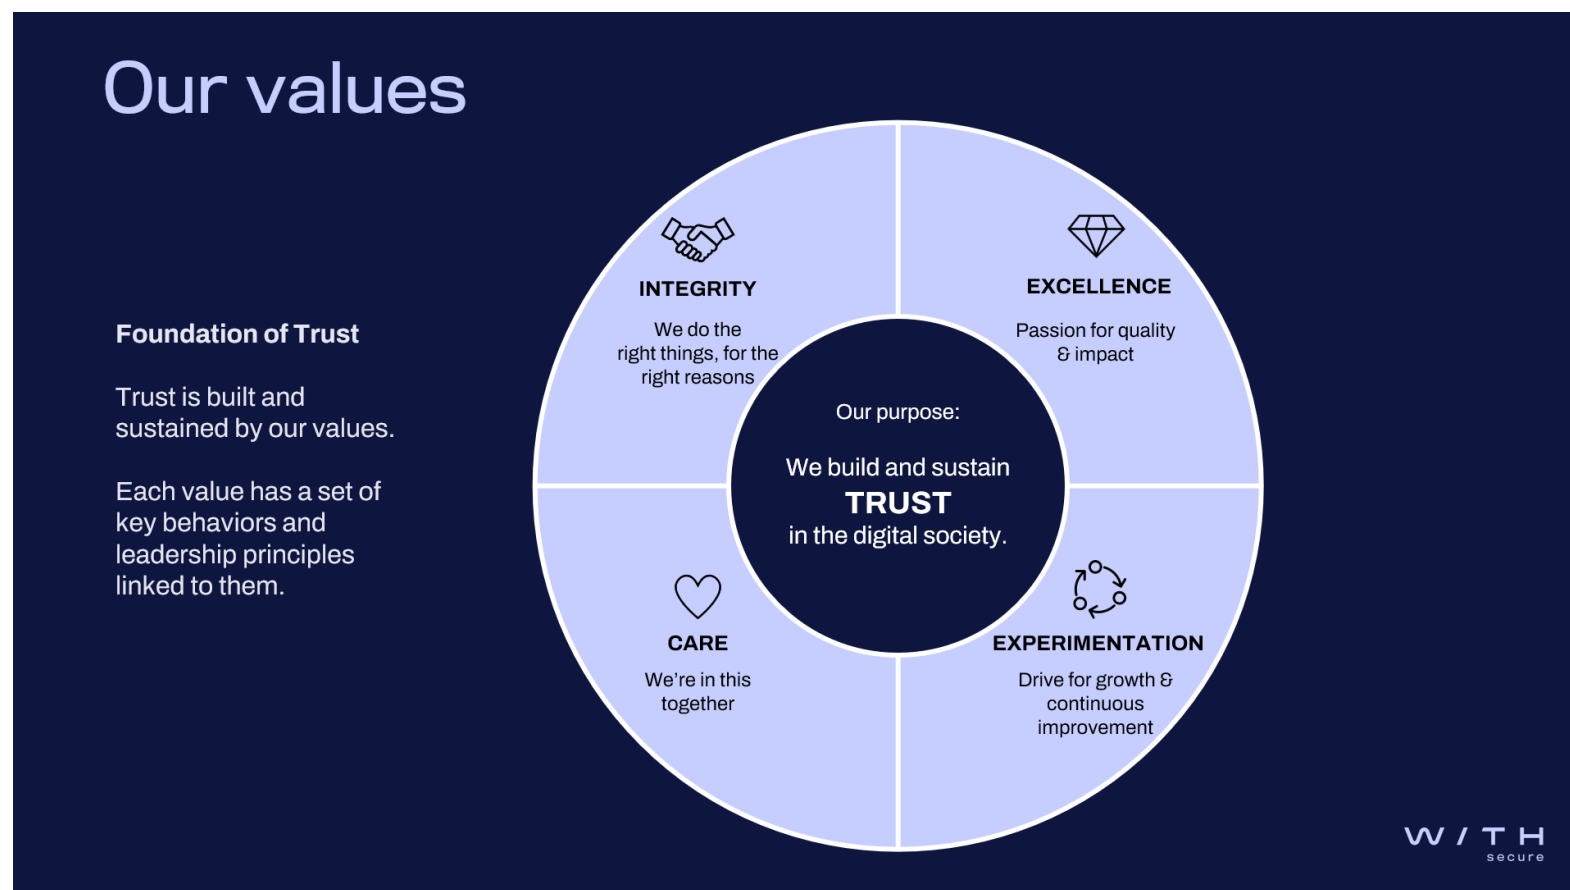 Our values
Foundation of Trust
Trust is built and
sustained by our values.
Each value has a set of
key behaviors and
leadership principles
linked to them.
INTEGRITY
We do the
right things, for the
right reasons
EXCELLENCE
Passion for quality
& impact
Our purpose:
We build and sustain
TRUST
in the digital society.
CARE
We’re in this
together
EXPERIMENTATION
Drive for growth &
continuous
improvement
W/TH
secure